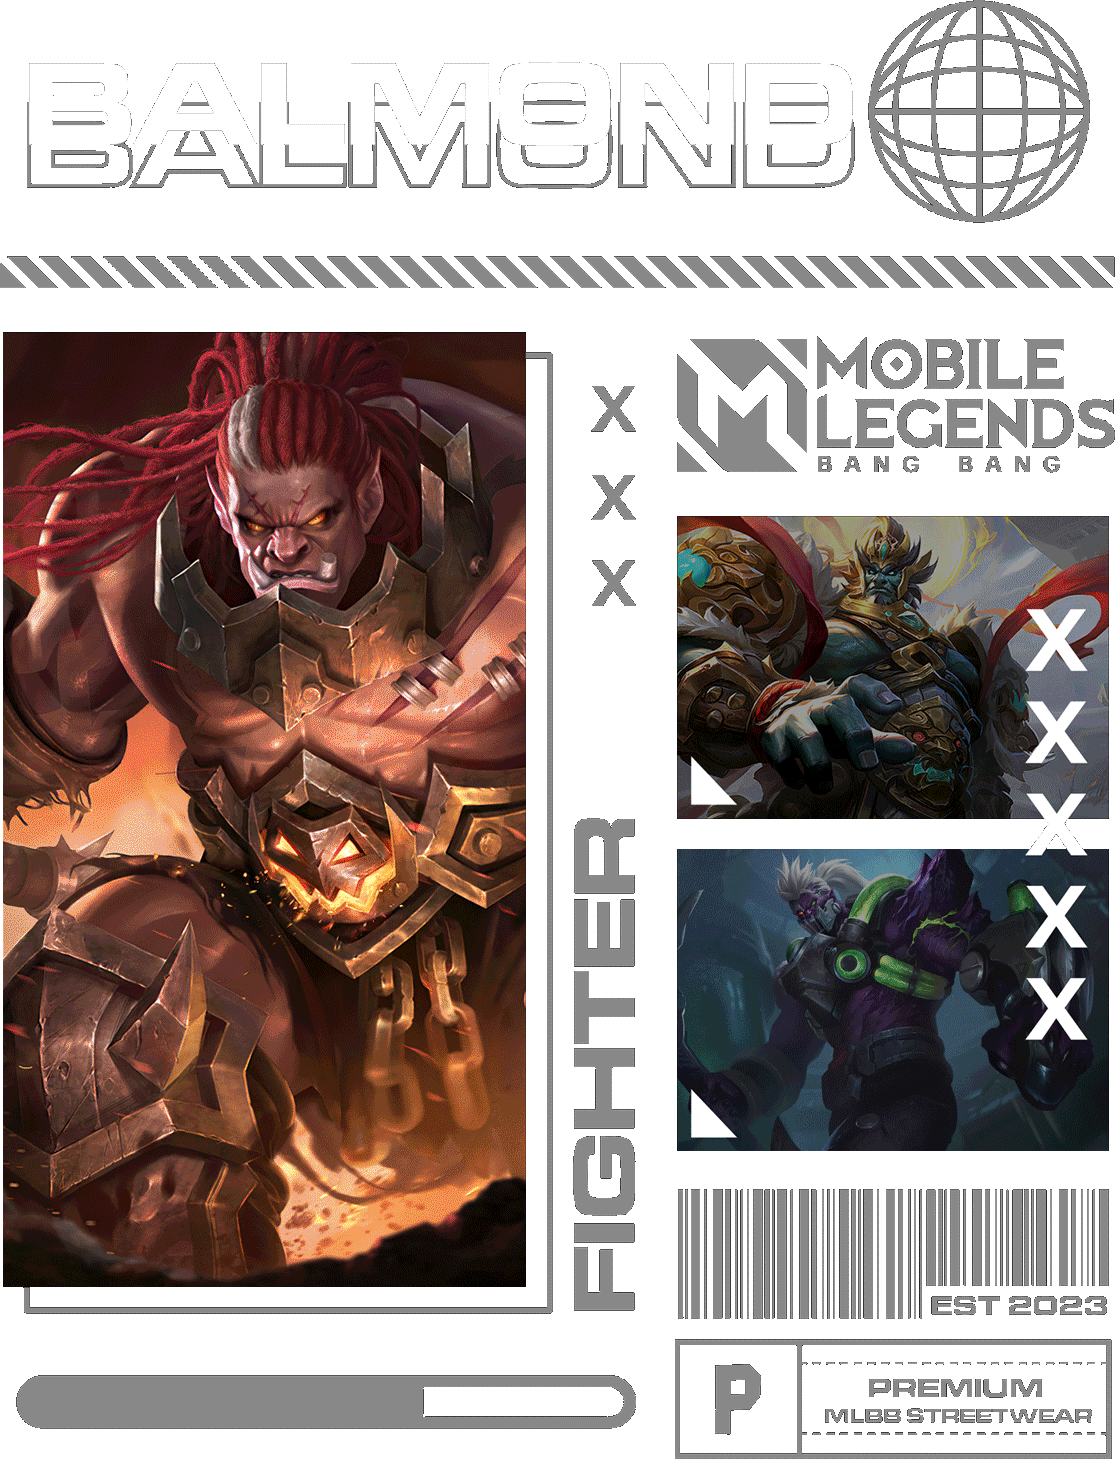 BALMOND
X
X
X
MOBILE
LEGENDS
BANG BANG
X
X
X
X
X
FIGHTER
EST 2023
P
PREMIUM
MLBB STREETWEAR